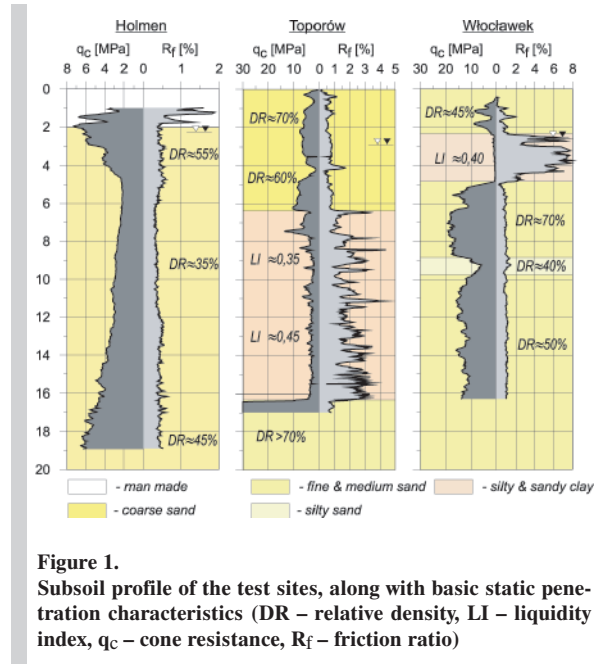 Holmen
Toporów
Włocławek
qc [MPa] Rf [%]
qc [MPa] Rf [%]
qc [MPa] Rf [%]
8 6 4 2 0 1 2
30 20 10 0 1 2 3 4 5
30 20 10 0 2 4 6 8
0
2
4
6
8
10
12
14
16
18
20
DR≈55%
DR≈35%
DR≈45%
DR≈70%
DR≈60%
LI ≈0,35
LI ≈0,45
DR>70%
DR≈45%
LI ≈0,40
DR≈70%
DR≈40%
DR≈50%
- man made
- fine & medium sand
- silty & sandy clay
- coarse sand
- silty sand
Figure 1.
Subsoil profile of the test sites, along with basic static pene-
tration characteristics (DR – relative density, LI – liquidity
index, qc – cone resistance, Rf – friction ratio)